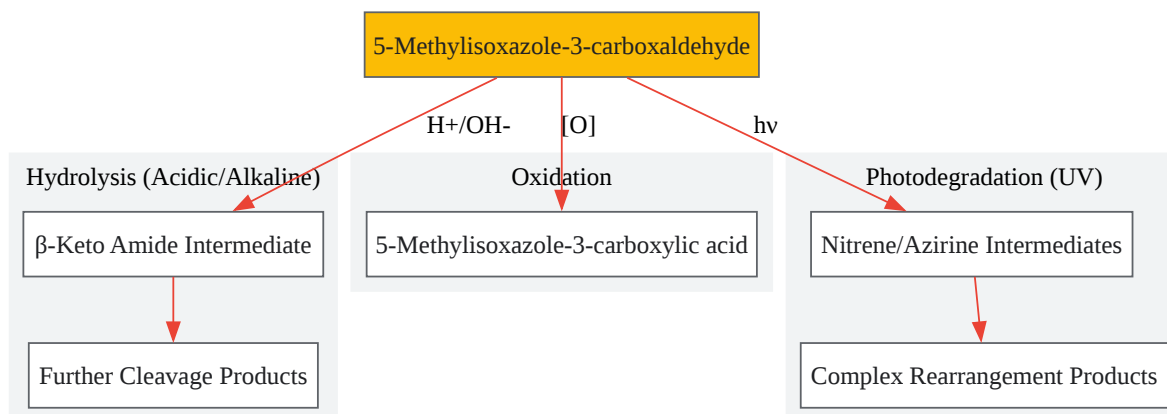 5-Methylisoxazole-3-carboxaldehyde
H+/OH-
[O]
hν
Hydrolysis (Acidic/Alkaline)
Oxidation
Photodegradation (UV)
β-Keto Amide Intermediate
5-Methylisoxazole-3-carboxylic acid
Nitrene/Azirine Intermediates
Further Cleavage Products
Complex Rearrangement Products